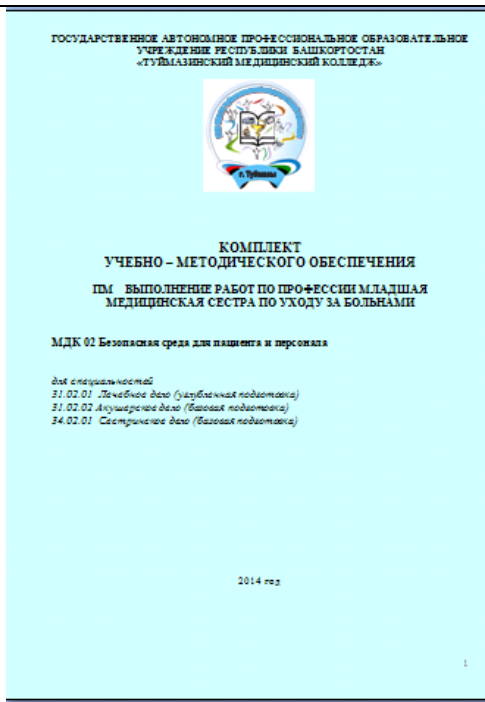 ГОСУДАРСТВЕННОЕ АВТОНОМНОЕ ПРОФЕССИОНАЛЬНОЕ ОБРАЗОВАТЕЛЬНОЕ
УЧРЕЖДЕНИЕ РЕСПУБЛИКИ БАШКОРТОСТАН
«ТУЙМАЗИНСКИЙ МЕДИЦИНСКИЙ КОЛЛЕДЖ»
г. Туймазы
КОМПЛЕКТ
УЧЕБНО – МЕТОДИЧЕСКОГО ОБЕСПЕЧЕНИЯ
ПМ ВЫПОЛНЕНИЕ РАБОТ ПО ПРОФЕССИИ МЛАДШАЯ
МЕДИЦИНСКАЯ СЕСТРА ПО УХОДУ ЗА БОЛЬНАМИ
МДК 02 Безопасная среда для пациента и персонала
для специальностей
31.02.01 Лечебное дело (углубленная подготовка)
31.02.02 Акушерское дело (базовая подготовка)
34.02.01 Сестринское дело (базовая подготовка)
2014 год
1